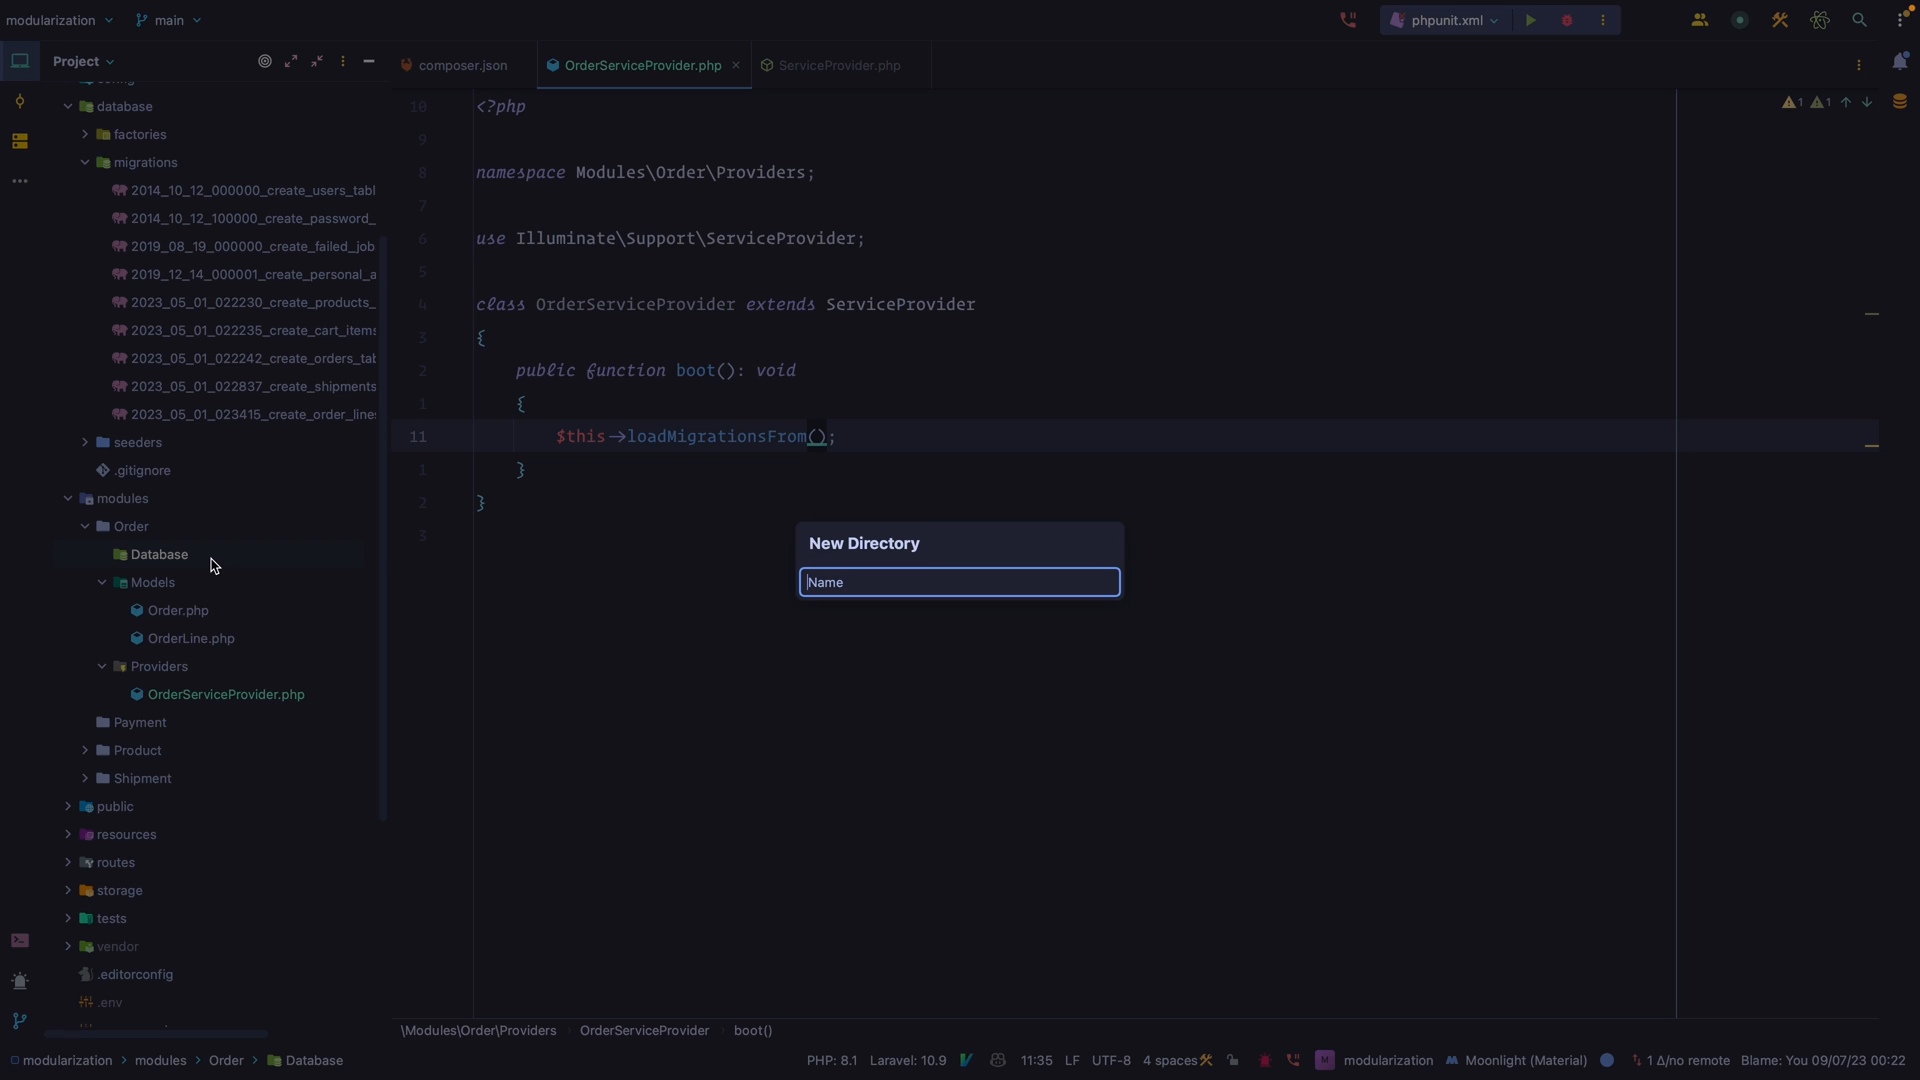 modularization
main
phpunit.xml
Project
composer.json
OrderServiceProvider.php
ServiceProvider.php
database
factories
migrations
2014_10_12_000000_create_users_tabl
2014_10_12_100000_create_password_
2019_08_19_000000_create_failed_job
2019_12_14_000001_create_personal_a
2023_05_01_022230_create_products_
2023_05_01_022235_create_cart_items
2023_05_01_022242_create_orders_tab
2023_05_01_022837_create_shipments
2023_05_01_023415_create_order_lines
seeders
.gitignore
modules
Order
Database
Models
Order.php
OrderLine.php
Providers
OrderServiceProvider.php
Payment
Product
Shipment
public
resources
routes
storage
tests
vendor
.editorconfig
.env
10 <?php
9
8 namespace Modules\Order\Providers;
7
6 use Illuminate\Support\ServiceProvider;
5
4 class OrderServiceProvider extends ServiceProvider
3 {
2 public function boot(): void
1 {
11 $this->loadMigrationsFrom();
1 }
2 }
3
1 1
New Directory
Name
\Modules\Order\Providers OrderServiceProvider boot()
modularization > modules > Order > Database
PHP: 8.1 Laravel: 10.9 11:35 LF UTF-8 4 spaces M modularization Moonlight (Material) 1 Δ/no remote Blame: You 09/07/23 00:22